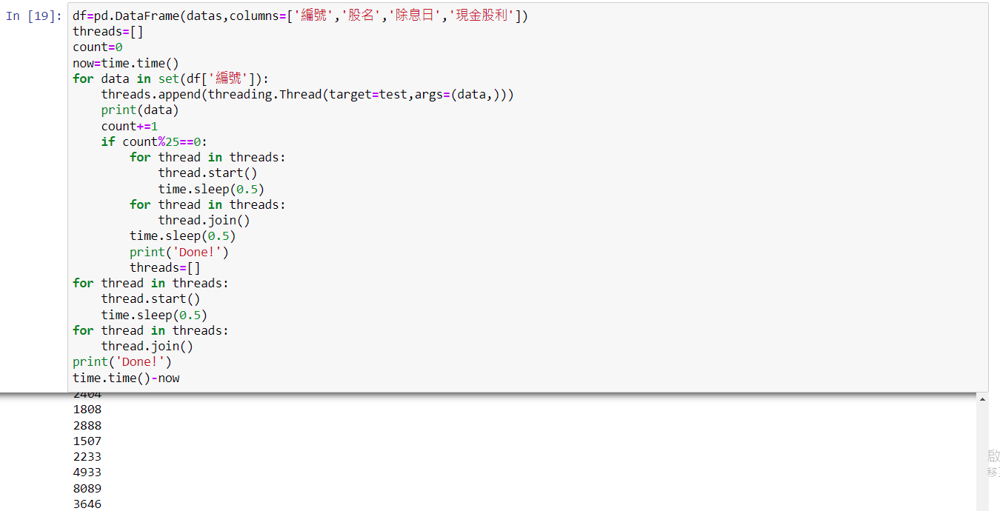 In [19]:
df=pd.DataFrame(datas,columns=['編號','股名','除息日','現金股利'])
threads=[]
count=0
now=time.time()
for data in set(df['編號']):
    threads.append(threading.Thread(target=test,args=(data,)))
    print(data)
    count+=1
    if count%25==0:
        for thread in threads:
            thread.start()
            time.sleep(0.5)
        for thread in threads:
            thread.join()
        time.sleep(0.5)
        print('Done!')
        threads=[]
for thread in threads:
    thread.start()
    time.sleep(0.5)
for thread in threads:
    thread.join()
print('Done!')
time.time()-now
2404
1808
2888
1507
2233
4933
8089
3646
啟
移